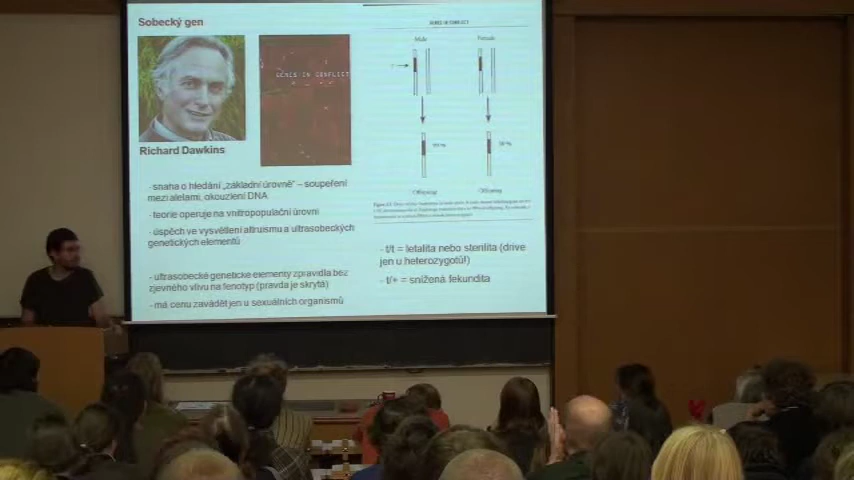 Sobecký gen
GENES IN CONFLICT
Richard Dawkins
- snaha o hledání „základní úrovně“ – soupeření
mezi alelami, okouzlení DNA
- teorie operuje na vnitropopulační úrovni
- úspěch ve vysvětlení altruismu a ultrasobeckých
genetických elementů
- ultrasobecké genetické elementy zpravidla bez
zjevného vlivu na fenotyp (pravda je skrytá)
- má cenu zavádět jen u sexuálních organismů
GENES IN CONFLICT
Male Female
Offspring Offspring
- t/t = letalita nebo sterilita (dříve
jen u heterozygotů!)
- t/+ = snížená fekundita